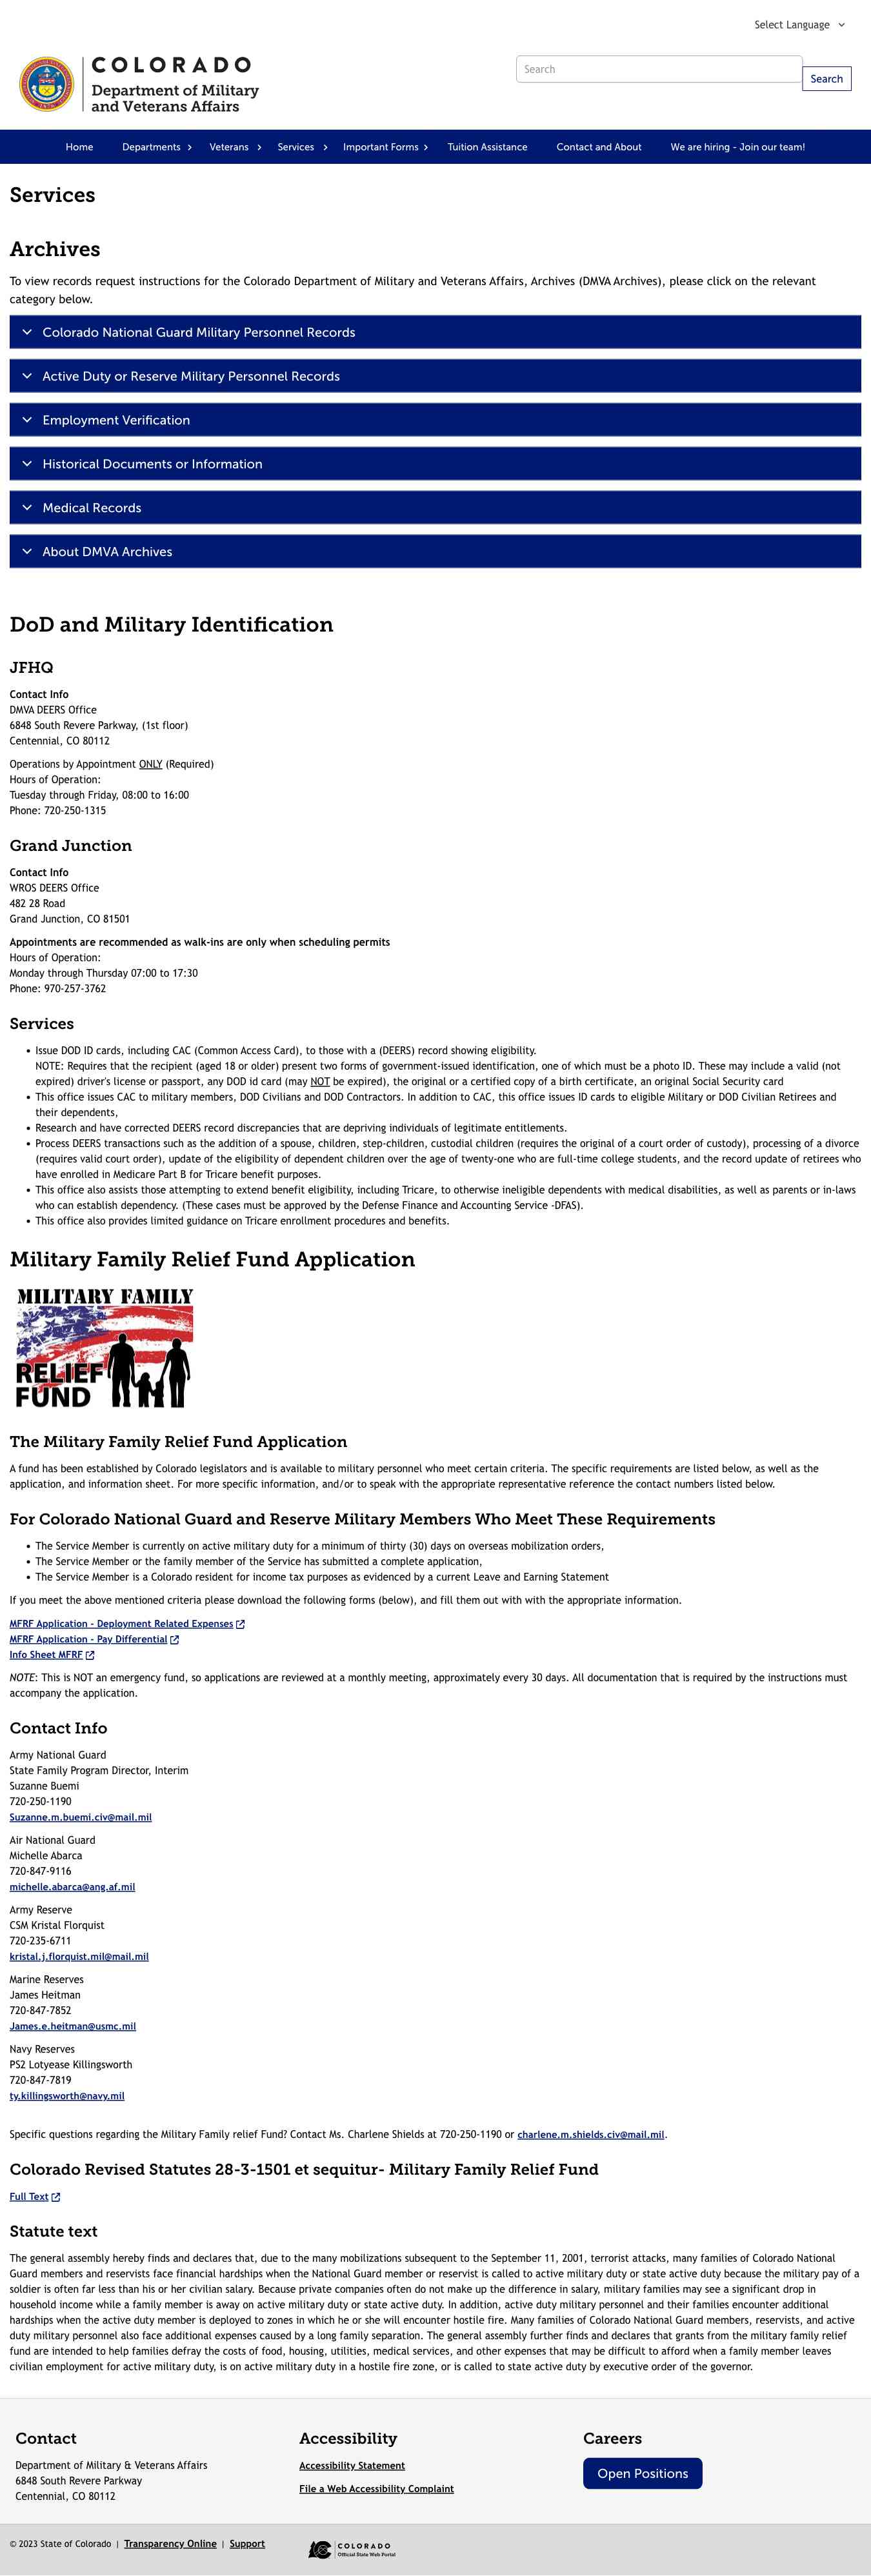 Select Language
COLORADO
Department of Military
and Veterans Affairs
Search
Search
Home Departments Veterans Services Important Forms Tuition Assistance Contact and About We are hiring - Join our team!
Services
Archives
To view records request instructions for the Colorado Department of Military and Veterans Affairs, Archives (DMVA Archives), please click on the relevant
category below.
Colorado National Guard Military Personnel Records
Active Duty or Reserve Military Personnel Records
Employment Verification
Historical Documents or Information
Medical Records
About DMVA Archives
DoD and Military Identification
JFHQ
Contact Info
DMVA DEERS Office
6848 South Revere Parkway, (1st floor)
Centennial, CO 80112
Operations by Appointment ONLY (Required)
Hours of Operation:
Tuesday through Friday, 08:00 to 16:00
Phone: 720-250-1315
Grand Junction
Contact Info
WROS DEERS Office
482 28 Road
Grand Junction, CO 81501
Appointments are recommended as walk-ins are only when scheduling permits
Hours of Operation:
Monday through Thursday 07:00 to 17:30
Phone: 970-257-3762
Services
• Issue DOD ID cards, including CAC (Common Access Card), to those with a (DEERS) record showing eligibility.
NOTE: Requires that the recipient (aged 18 or older) present two forms of government-issued identification, one of which must be a photo ID. These may include a valid (not
expired) driver's license or passport, any DOD id card (may NOT be expired), the original or a certified copy of a birth certificate, an original Social Security card
• This office issues CAC to military members, DOD Civilians and DOD Contractors. In addition to CAC, this office issues ID cards to eligible Military or DOD Civilian Retirees and
their dependents,
• Research and have corrected DEERS record discrepancies that are depriving individuals of legitimate entitlements.
• Process DEERS transactions such as the addition of a spouse, children, step-children, custodial children (requires the original of a court order of custody), processing of a divorce
(requires valid court order), update of the eligibility of dependent children over the age of twenty-one who are full-time college students, and the record update of retirees who
have enrolled in Medicare Part B for Tricare benefit purposes.
• This office also assists those attempting to extend benefit eligibility, including Tricare, to otherwise ineligible dependents with medical disabilities, as well as parents or in-laws
who can establish dependency. (These cases must be approved by the Defense Finance and Accounting Service -DFAS).
• This office also provides limited guidance on Tricare enrollment procedures and benefits.
Military Family Relief Fund Application
MILITARY FAMILY
RELIEF
FUND
The Military Family Relief Fund Application
A fund has been established by Colorado legislators and is available to military personnel who meet certain criteria. The specific requirements are listed below, as well as the
application, and information sheet. For more specific information, and/or to speak with the appropriate representative reference the contact numbers listed below.
For Colorado National Guard and Reserve Military Members Who Meet These Requirements
• The Service Member is currently on active military duty for a minimum of thirty (30) days on overseas mobilization orders,
• The Service Member or the family member of the Service has submitted a complete application,
• The Service Member is a Colorado resident for income tax purposes as evidenced by a current Leave and Earning Statement
If you meet the above mentioned criteria please download the following forms (below), and fill them out with with the appropriate information.
MFRF Application - Deployment Related Expenses
MFRF Application - Pay Differential
Info Sheet MFRF
NOTE: This is NOT an emergency fund, so applications are reviewed at a monthly meeting, approximately every 30 days. All documentation that is required by the instructions must
accompany the application.
Contact Info
Army National Guard
State Family Program Director, Interim
Suzanne Buemi
720-250-1190
Suzanne.m.buemi.civ@mail.mil
Air National Guard
Michelle Abarca
720-847-9116
michelle.abarca@ang.af.mil
Army Reserve
CSM Kristal Florquist
720-235-6711
kristal.j.florquist.mil@mail.mil
Marine Reserves
James Heitman
720-847-7852
James.e.heitman@usmc.mil
Navy Reserves
PS2 Lotyease Killingsworth
720-847-7819
ty.killingsworth@navy.mil
Specific questions regarding the Military Family relief Fund? Contact Ms. Charlene Shields at 720-250-1190 or charlene.m.shields.civ@mail.mil.
Colorado Revised Statutes 28-3-1501 et sequitur- Military Family Relief Fund
Full Text
Statute text
The general assembly hereby finds and declares that, due to the many mobilizations subsequent to the September 11, 2001, terrorist attacks, many families of Colorado National
Guard members and reservists face financial hardships when the National Guard member or reservist is called to active military duty or state active duty because the military pay of a
soldier is often far less than his or her civilian salary. Because private companies often do not make up the difference in salary, military families may see a significant drop in
household income while a family member is away on active military duty or state active duty. In addition, active duty military personnel and their families encounter additional
hardships when the active duty member is deployed to zones in which he or she will encounter hostile fire. Many families of Colorado National Guard members, reservists, and active
duty military personnel also face additional expenses caused by a long family separation. The general assembly further finds and declares that grants from the military family relief
fund are intended to help families defray the costs of food, housing, utilities, medical services, and other expenses that may be difficult to afford when a family member leaves
civilian employment for active military duty, is on active military duty in a hostile fire zone, or is called to state active duty by executive order of the governor.
Contact
Department of Military & Veterans Affairs
6848 South Revere Parkway
Centennial, CO 80112
Accessibility
Accessibility Statement
File a Web Accessibility Complaint
Careers
Open Positions
© 2023 State of Colorado | Transparency Online | Support
COLORADO
Official State Web Portal